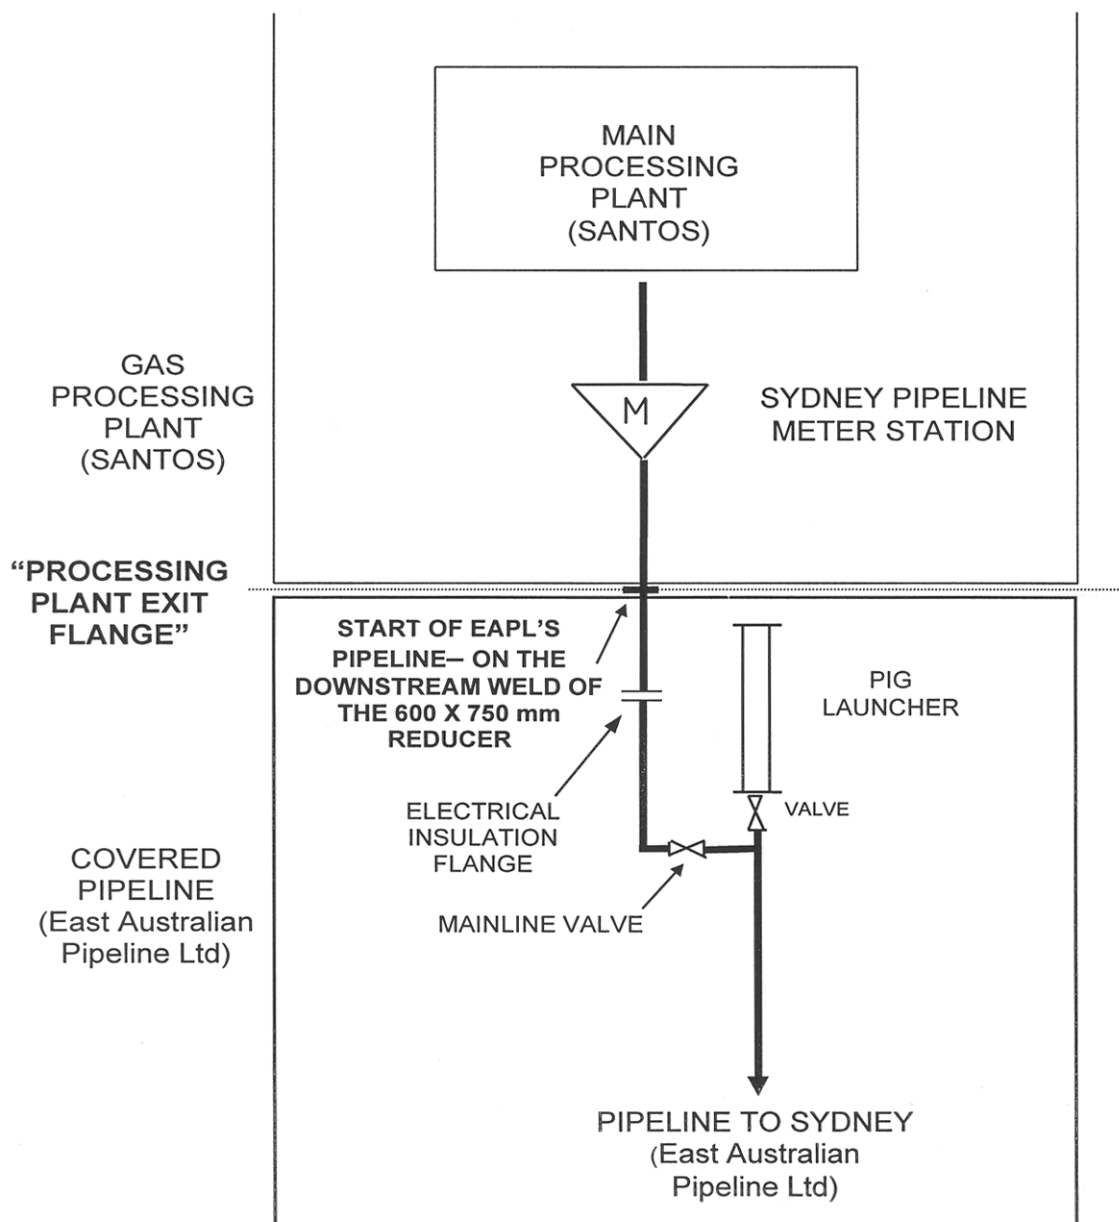 MAIN
PROCESSING
PLANT
(SANTOS)
GAS
PROCESSING
PLANT
(SANTOS)
M
SYDNEY PIPELINE
METER STATION
“PROCESSING
PLANT EXIT
FLANGE”
START OF EAPL’S
PIPELINE– ON THE
DOWNSTREAM WELD OF
THE 600 X 750 mm
REDUCER
PIG
LAUNCHER
ELECTRICAL
INSULATION
FLANGE
VALVE
COVERED
PIPELINE
(East Australian
Pipeline Ltd)
MAINLINE VALVE
PIPELINE TO SYDNEY
(East Australian
Pipeline Ltd)